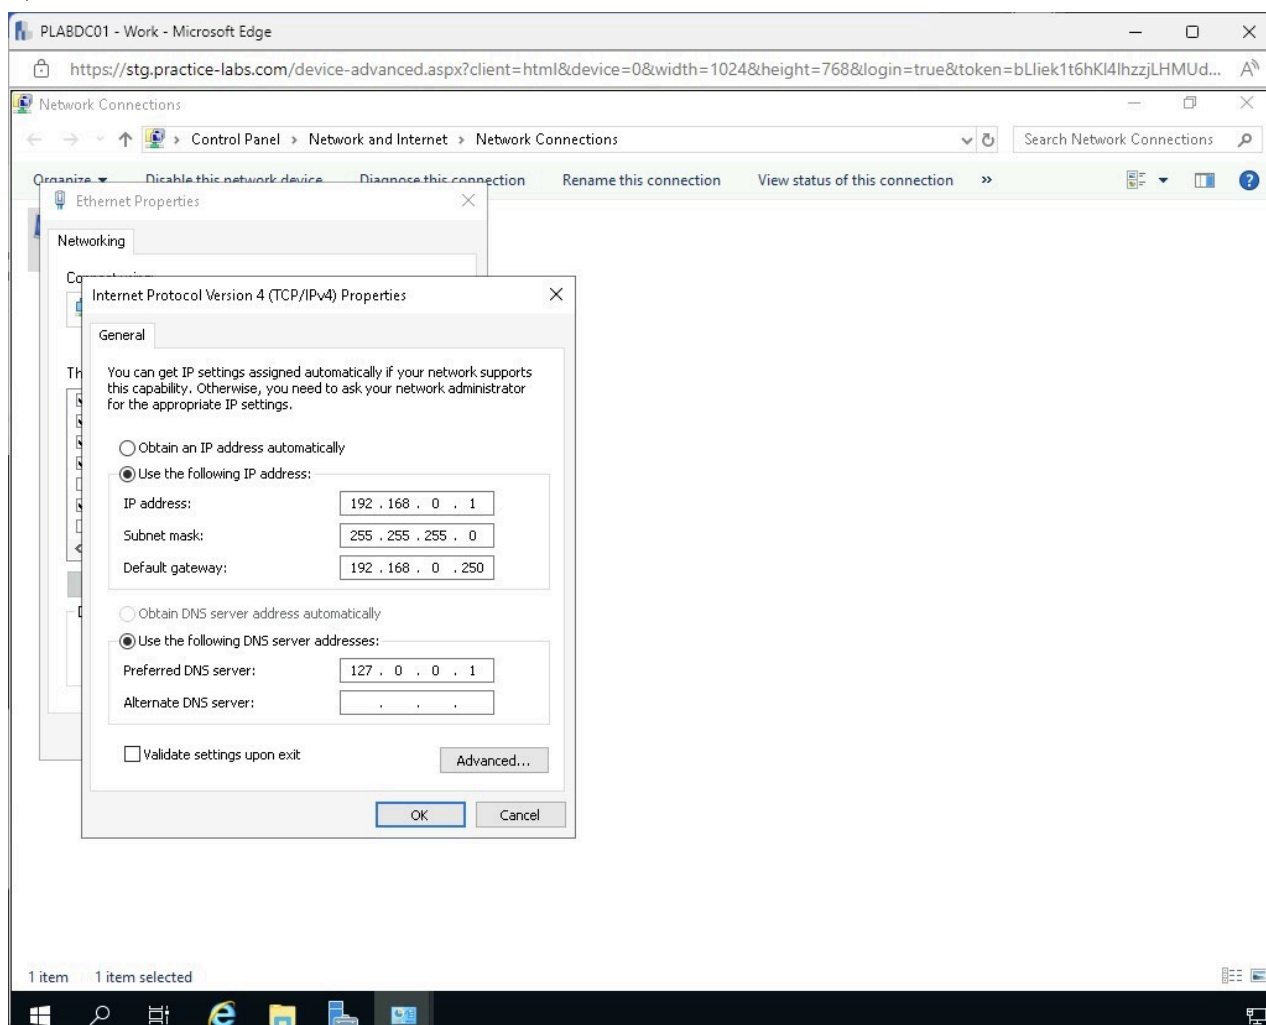 PLABDC01 - Work - Microsoft Edge
https://stg.practice-labs.com/device-advanced.aspx?client=html&device=0&width=1024&height=768&login=true&token=bLliek1t6hKl4lhzzjLHMUd...
Network Connections
Control Panel > Network and Internet > Network Connections
Search Network Connections
Organize Disable this network device Diagnose this connection Rename this connection View status of this connection »
Ethernet Properties
Networking
Internet Protocol Version 4 (TCP/IPv4) Properties
General
You can get IP settings assigned automatically if your network supports
this capability. Otherwise, you need to ask your network administrator
for the appropriate IP settings.
Obtain an IP address automatically
Use the following IP address:
IP address: 192 . 168 . 0 . 1
Subnet mask: 255 . 255 . 255 . 0
Default gateway: 192 . 168 . 0 . 250
Obtain DNS server address automatically
Use the following DNS server addresses:
Preferred DNS server: 127 . 0 . 0 . 1
Alternate DNS server: . . .
Validate settings upon exit
Advanced...
OK Cancel
1 item 1 item selected